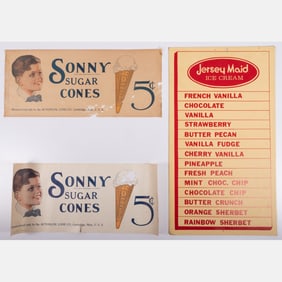 SONNY
SUGAR
CONES
5¢
SONNY
SUGAR
CONES
5¢
Jersey Maid
ICE CREAM
FRENCH VANILLA
CHOCOLATE
VANILLA
STRAWBERRY
BUTTER PECAN
VANILLA FUDGE
CHERRY VANILLA
PINEAPPLE
FRESH PEACH
MINT CHOC. CHIP
CHOCOLATE CHIP
BUTTER CRUNCH
ORANGE SHERBET
RAINBOW SHERBET